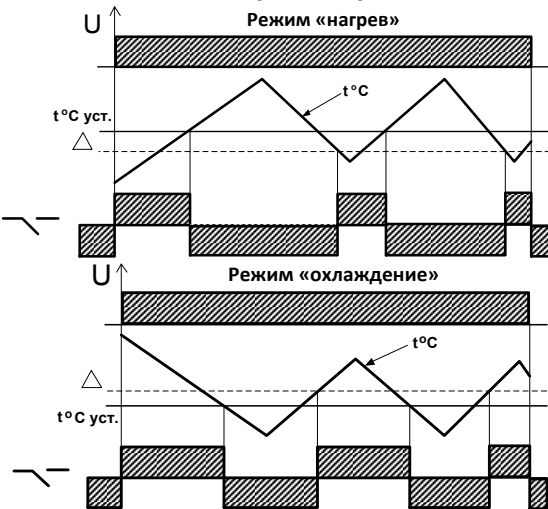 Режим «нагрев»
U
t°C
t°C уст.
△
Режим «охлаждение»
U
t°C
△
t°C уст.